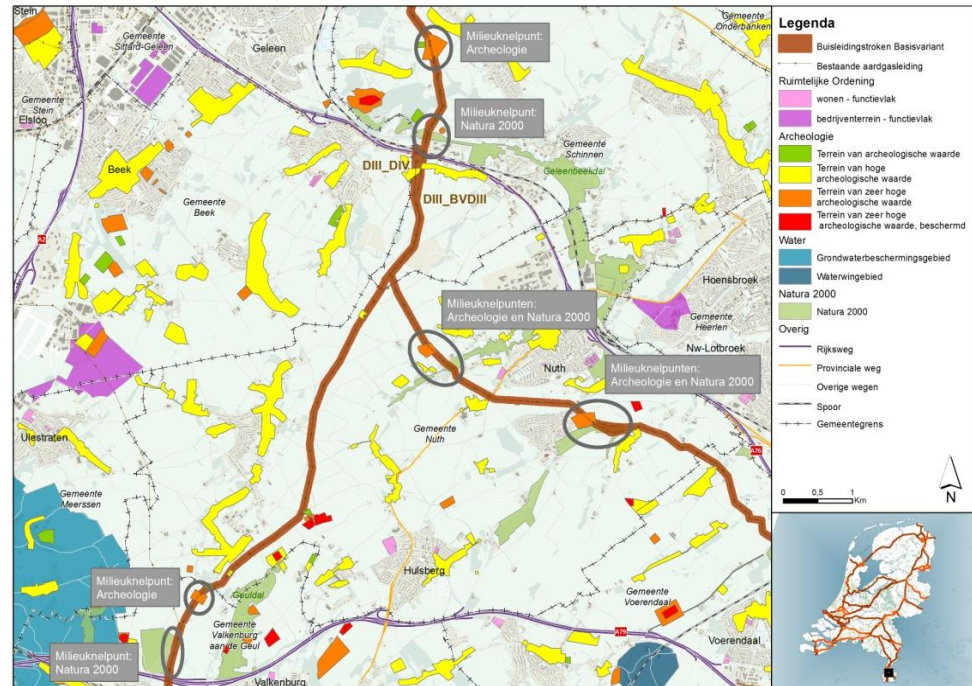 Stein
Gemeente
Sittard-Geleen
Geleen
Gemeente
Onderbanken
Milieuknelpunt:
Archeologie
Gemeente
Stein
Elsloo
Milieuknelpunt:
Natura 2000
Gemeente
Schinnen
Beek
DIII_DIV
Geleenbeekdal
Gemeente
Beek
DIII_BVDIII
A2
Hoensbroek
Milieuknelpunten:
Archeologie en Natura 2000
Gemeente
Heerlen
Nw-Lotbroek
Nuth
Milieuknelpunten:
Archeologie en Natura 2000
Ulestraten
Gemeente
Nuth
A76
Gemeente
Meerssen
Hulsberg
Milieuknelpunt:
Archeologie
Geuldal
Gemeente
Voerendaal
Gemeente
Valkenburg
aan de Geul
A79
Voerendaal
Milieuknelpunt:
Natura 2000
Valkenburg
Legenda
Buisleidingstroken Basisvariant
Bestaande aardgasleiding
Ruimtelijke Ordening
wonen - functievlak
bedrijventerrein - functievlak
Archeologie
Terrein van archeologische waarde
Terrein van hoge
archeologische waarde
Terrein van zeer hoge
archeologische waarde
Terrein van zeer hoge
archeologische waarde, beschermd
Water
Grondwaterbeschermingsgebied
Waterwingebied
Natura 2000
Natura 2000
Overig
Rijksweg
Provinciale weg
Overige wegen
Spoor
Gemeentegrens
0 0,5 1
Km
N